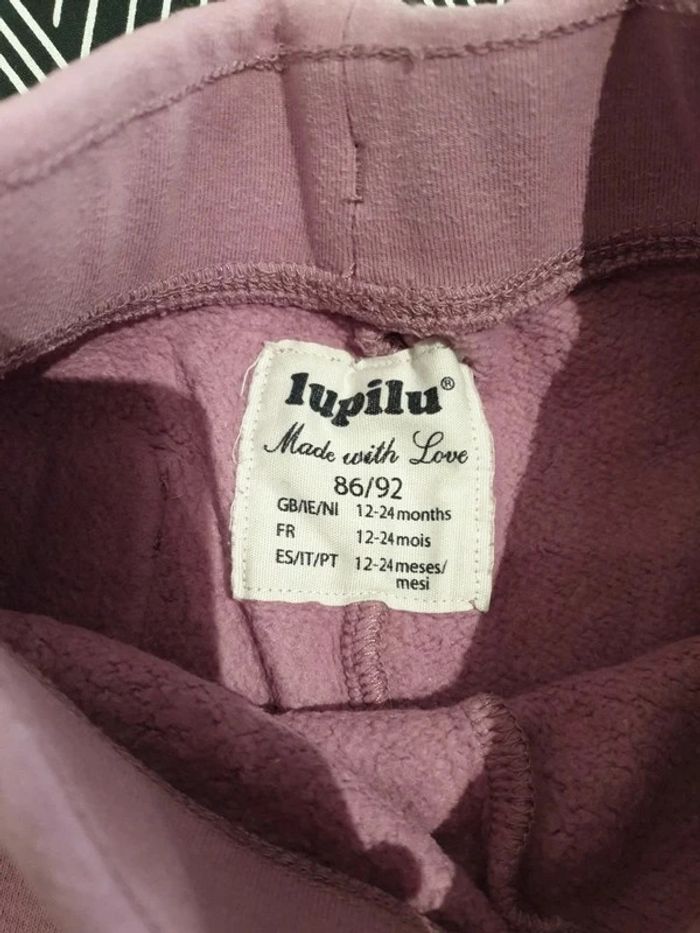 lupilu®
Made with Love
86/92
GB/IE/NI 12-24 months
FR 12-24 mois
ES/IT/PT 12-24 meses/
mesi